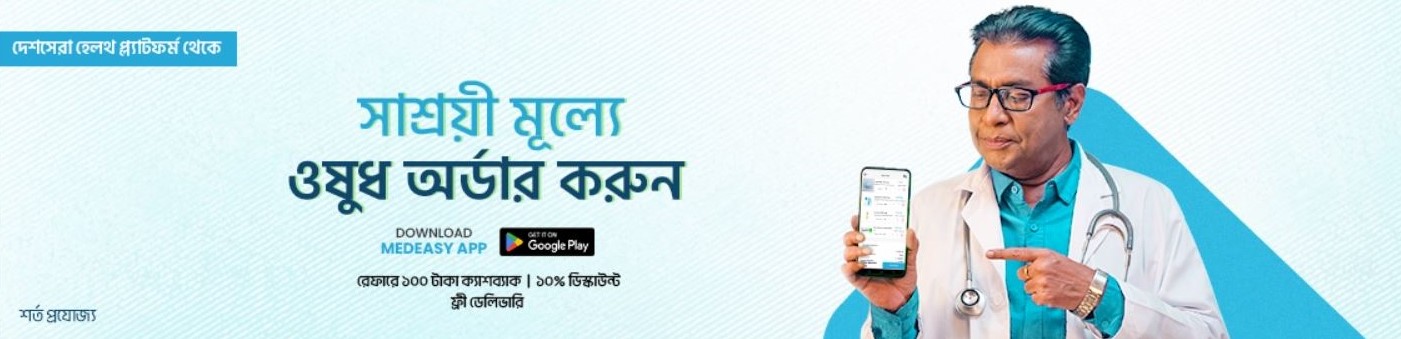 দেশসেরা হেলথ প্ল্যাটফর্ম থেকে
সাশ্রয়ী মূল্যে
ওষুধ অর্ডার করুন
DOWNLOAD
MEDEASY APP
GET IT ON
Google Play
রেফারে ১০০ টাকা ক্যাশব্যাক | ১০% ডিস্কাউন্ট
ফ্রী ডেলিভারি
শর্ত প্রযোজ্য